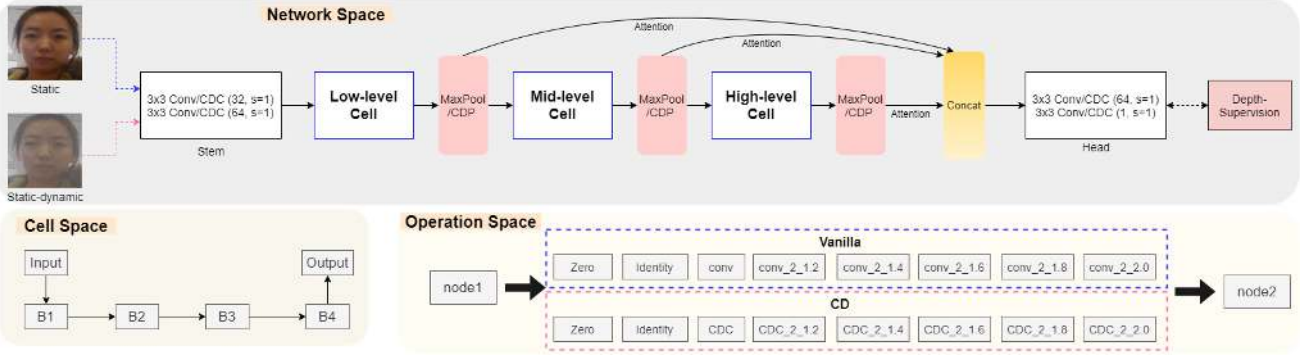 Network Space
Static
Static-dynamic
3x3 Conv/CDC (32, s=1)
3x3 Conv/CDC (64, s=1)
Stem
Low-level
Cell
MaxPool
/CDP
Mid-level
Cell
MaxPool
/CDP
High-level
Cell
MaxPool
/CDP
Attention
Attention
Attention
Concat
3x3 Conv/CDC (64, s=1)
3x3 Conv/CDC (1, s=1)
Head
Depth-
Supervision
Cell Space
Input
Output
B1
B2
B3
B4
Operation Space
node1
Vanilla
Zero
Identity
conv
conv_2_1.2
conv_2_1.4
conv_2_1.6
conv_2_1.8
conv_2_2.0
CD
Zero
Identity
CDC
CDC_2_1.2
CDC_2_1.4
CDC_2_1.6
CDC_2_1.8
CDC_2_2.0
node2